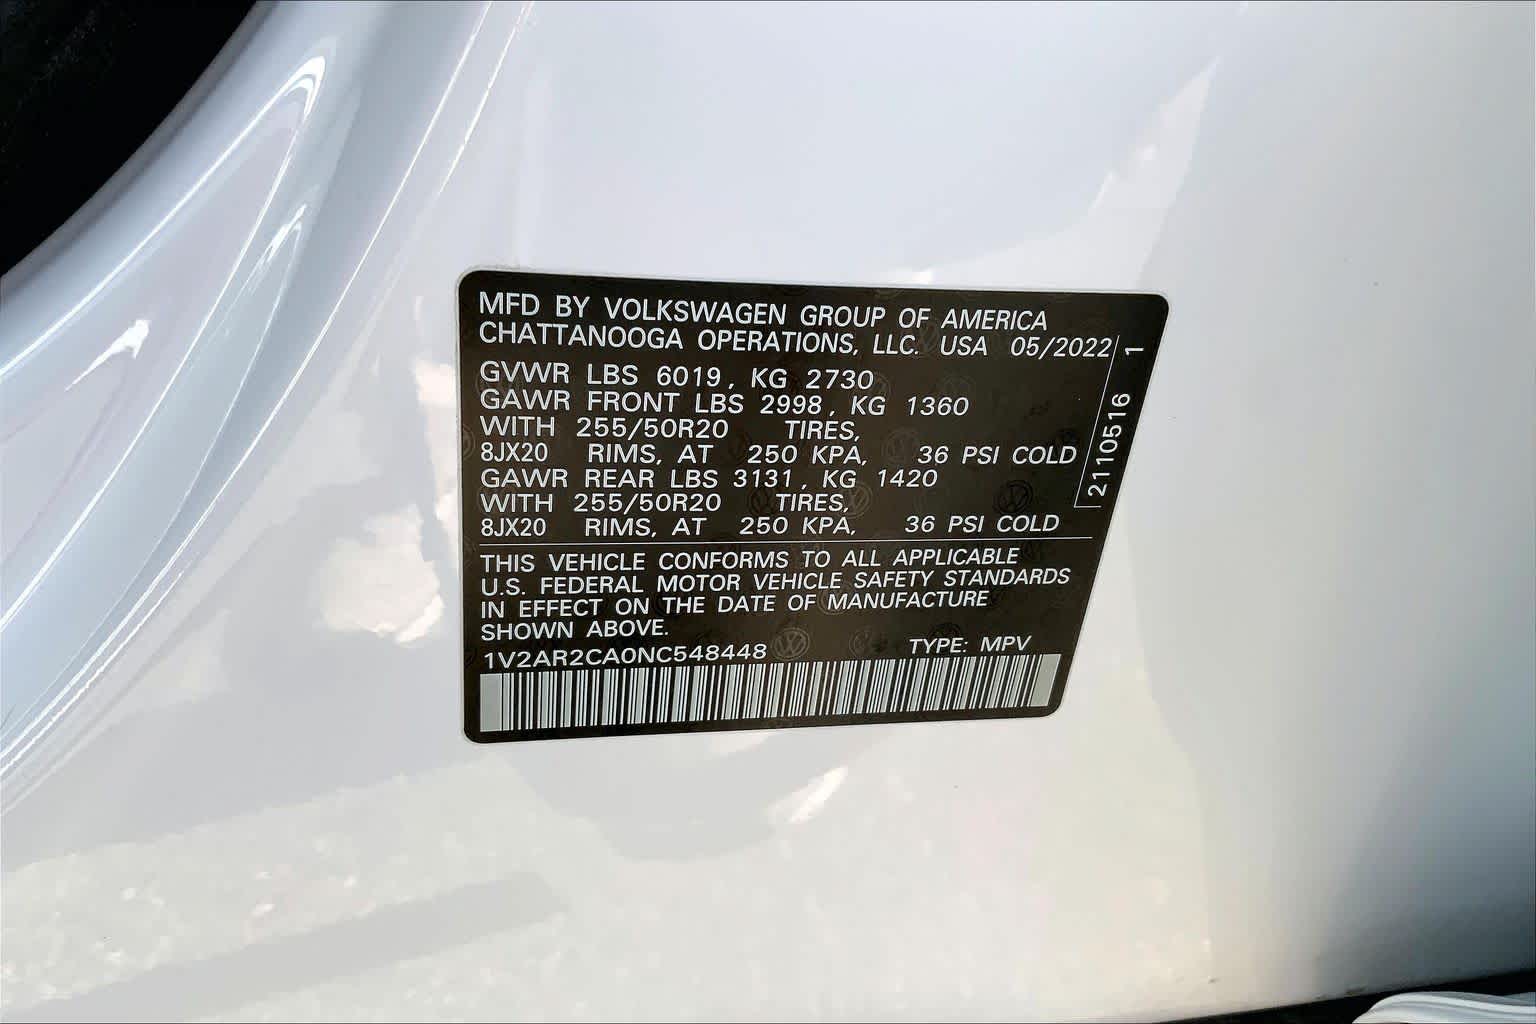 MFD BY VOLKSWAGEN GROUP OF AMERICA
CHATTANOOGA OPERATIONS, LLC. USA 05/2022
GVWR LBS 6019, KG 2730
GAWR FRONT LBS 2998, KG 1360
WITH 255/50R20 TIRES,
8JX20 RIMS, AT 250 KPA, 36 PSI COLD
GAWR REAR LBS 3131, KG 1420
WITH 255/50R20 TIRES,
8JX20 RIMS, AT 250 KPA, 36 PSI COLD
2110516 1
THIS VEHICLE CONFORMS TO ALL APPLICABLE
U.S. FEDERAL MOTOR VEHICLE SAFETY STANDARDS
IN EFFECT ON THE DATE OF MANUFACTURE
SHOWN ABOVE.
1V2AR2CA0NC548448 TYPE: MPV